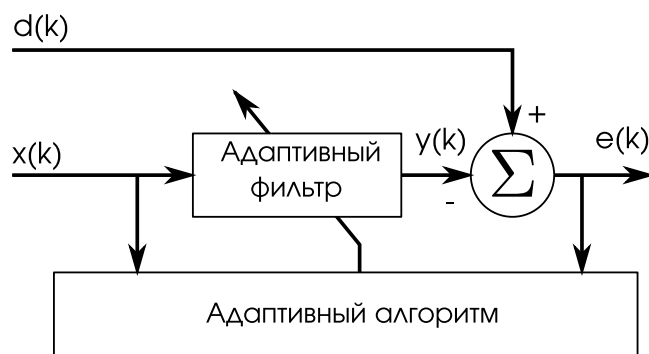 d(k)
+
x(k)
Адаптивный
фильтр
y(k)
-
Σ
e(k)
Адаптивный алгоритм